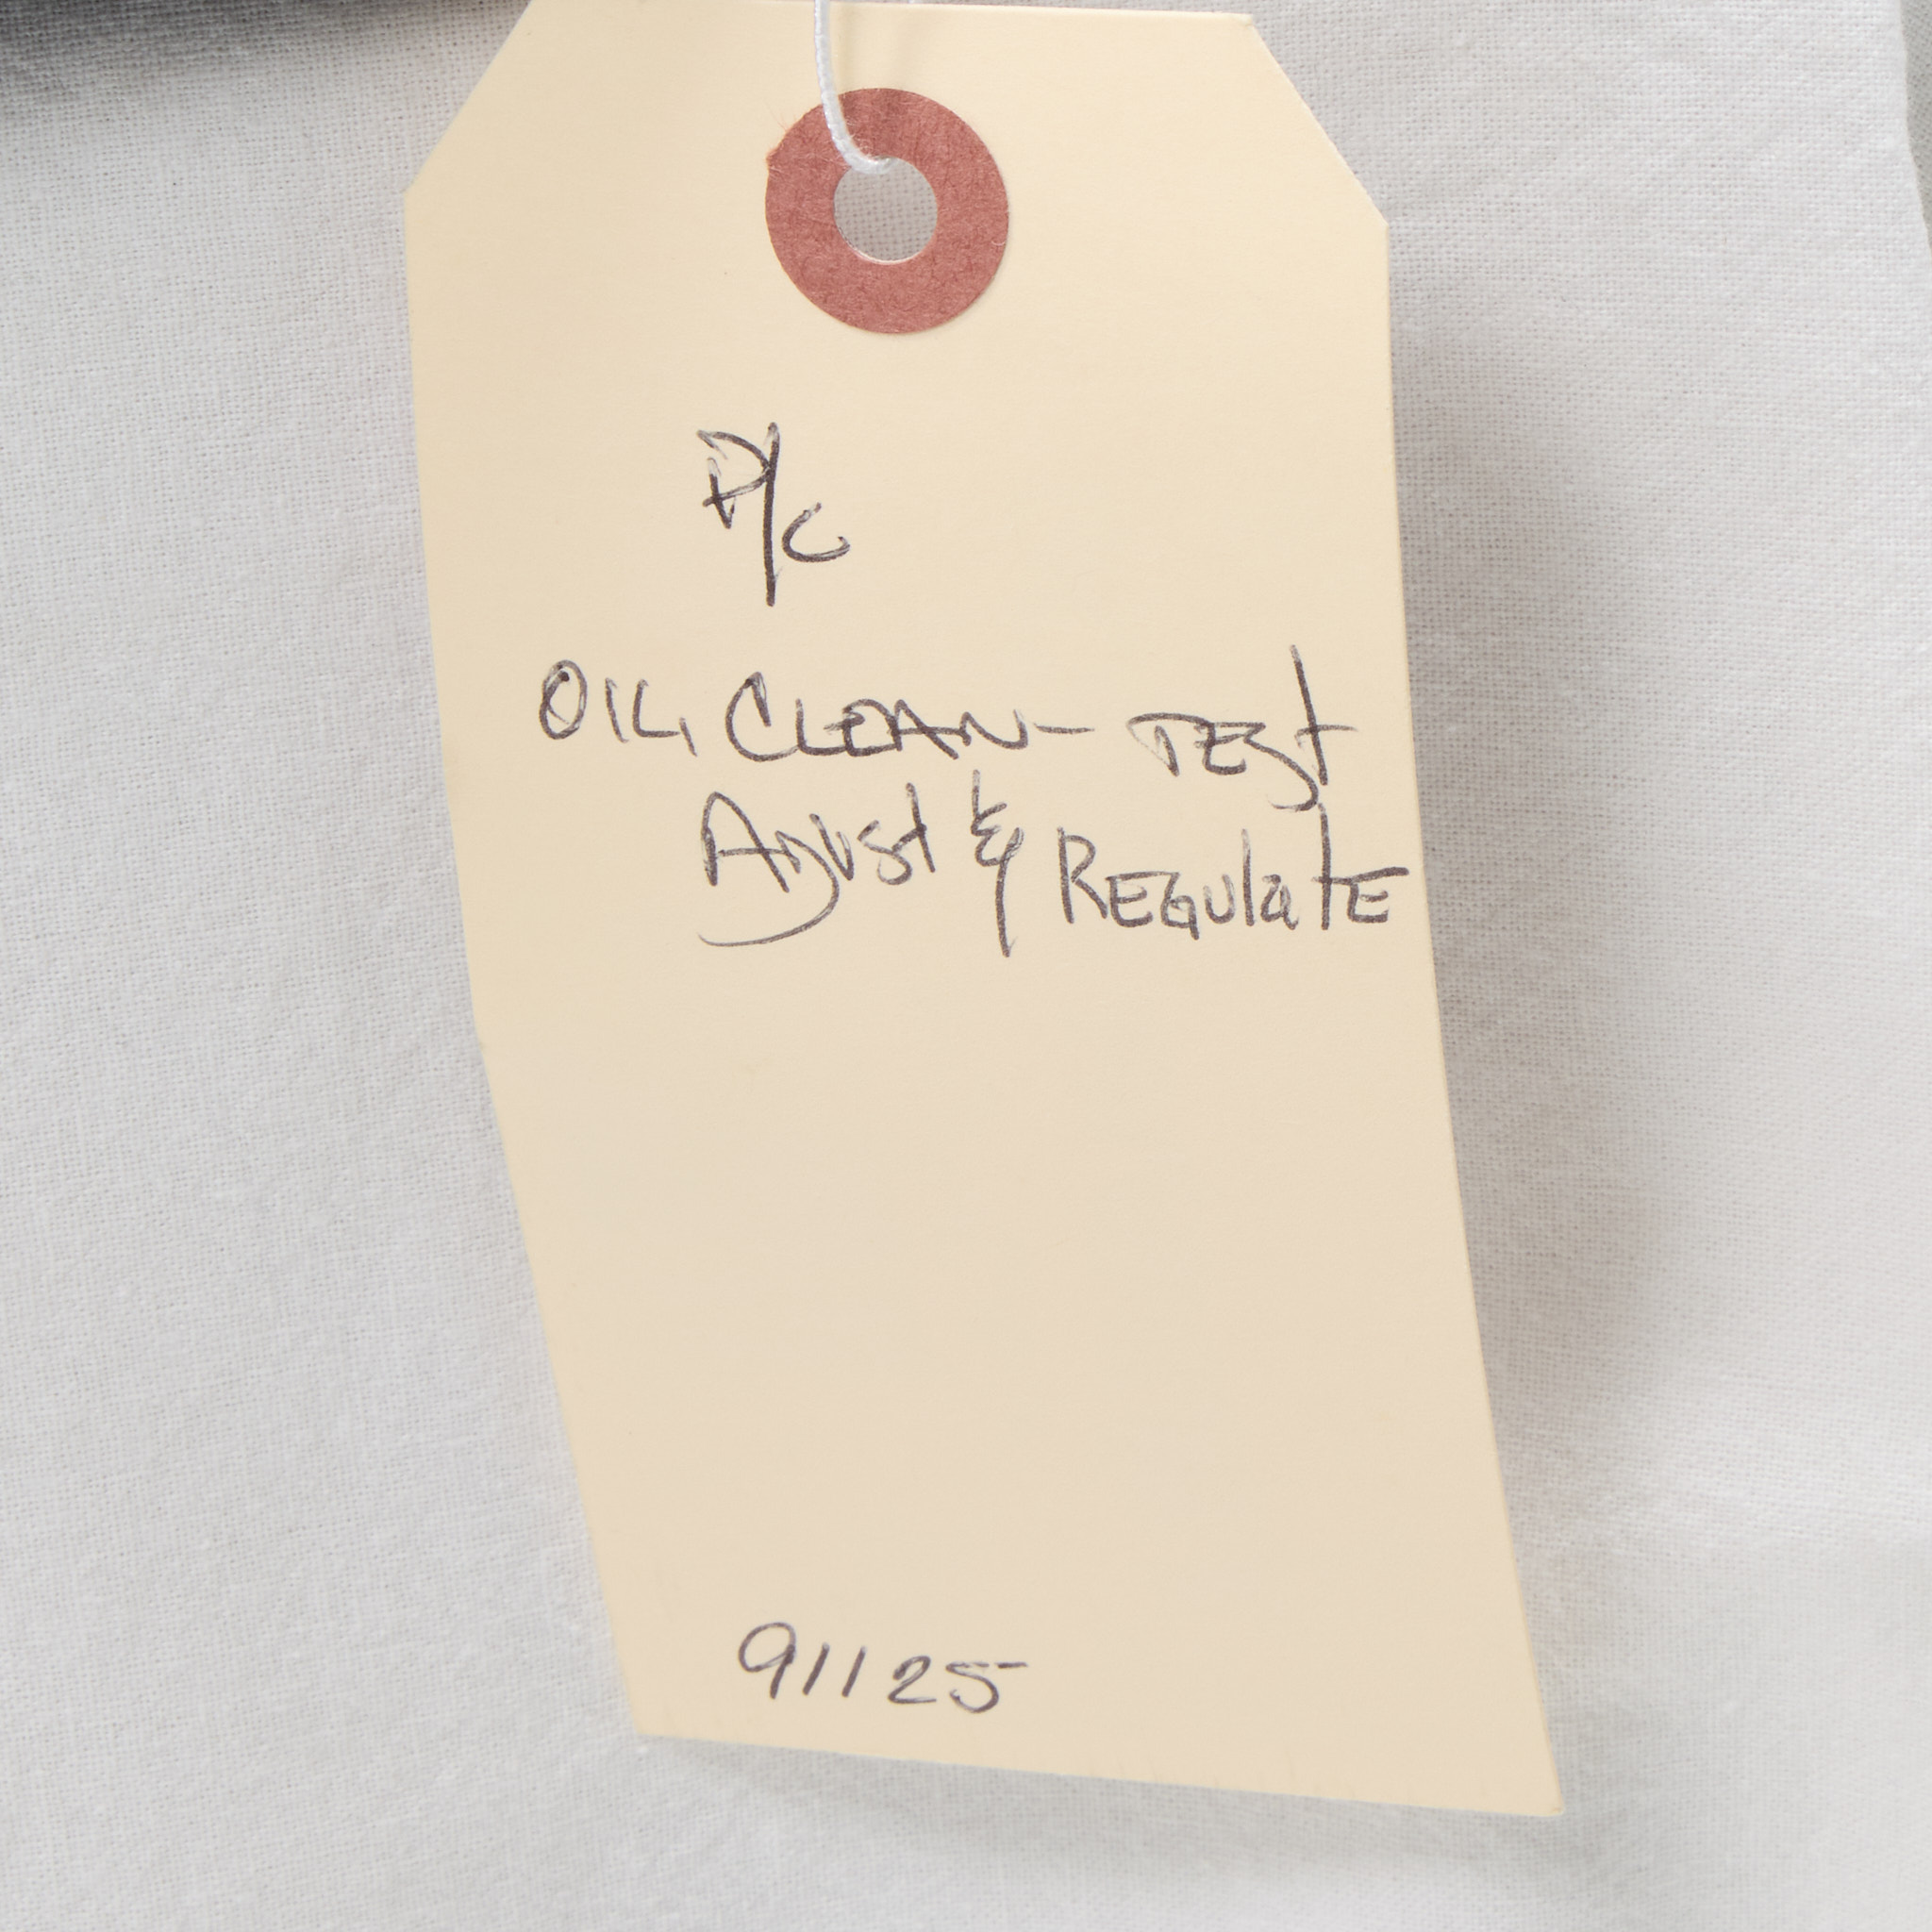 P/C
OIL, CLEAN - TEST
ADJUST & REGULATE
91125